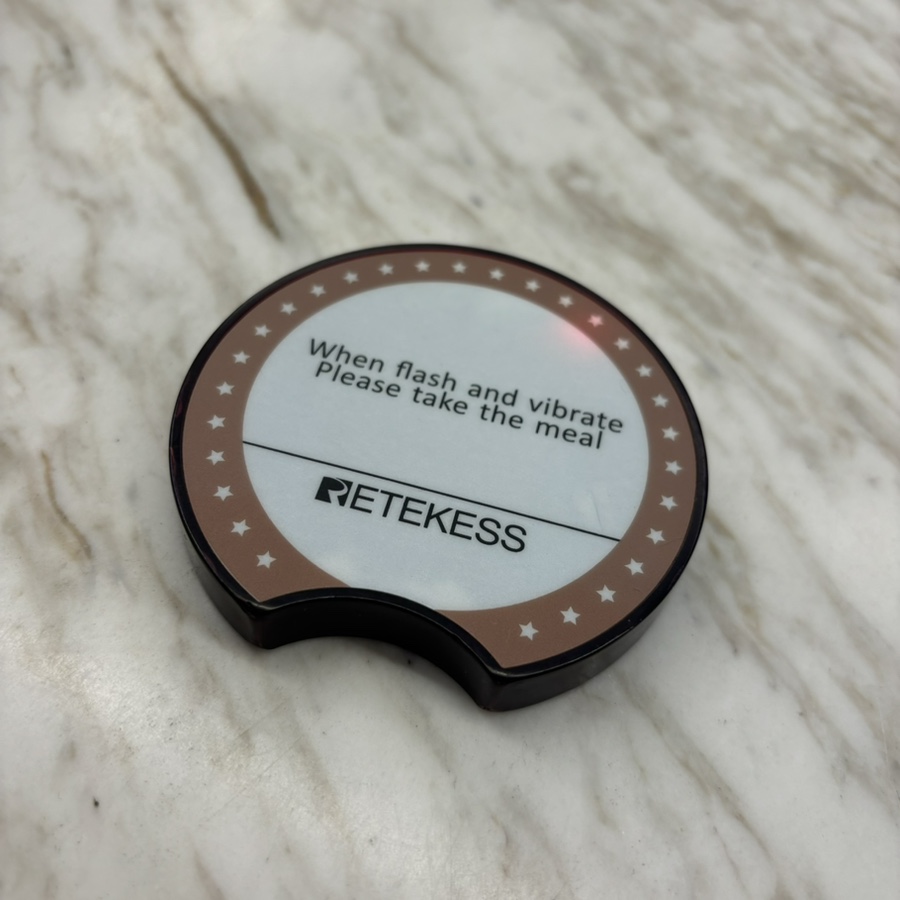 When flash and vibrate
Please take the meal
RETEKESS